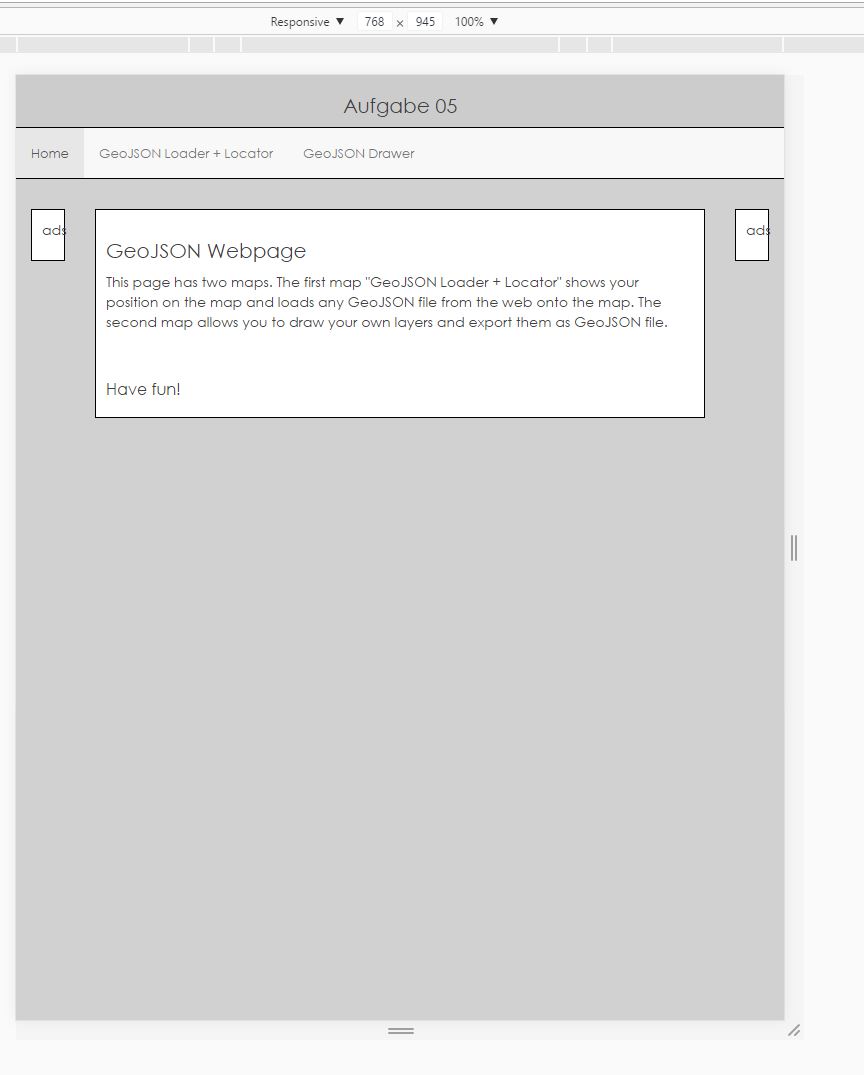 Responsive ▼ 768 x 945 100% ▼
Aufgabe 05
Home GeoJSON Loader + Locator GeoJSON Drawer
ads
GeoJSON Webpage
This page has two maps. The first map "GeoJSON Loader + Locator" shows your
position on the map and loads any GeoJSON file from the web onto the map. The
second map allows you to draw your own layers and export them as GeoJSON file.
Have fun!
ads